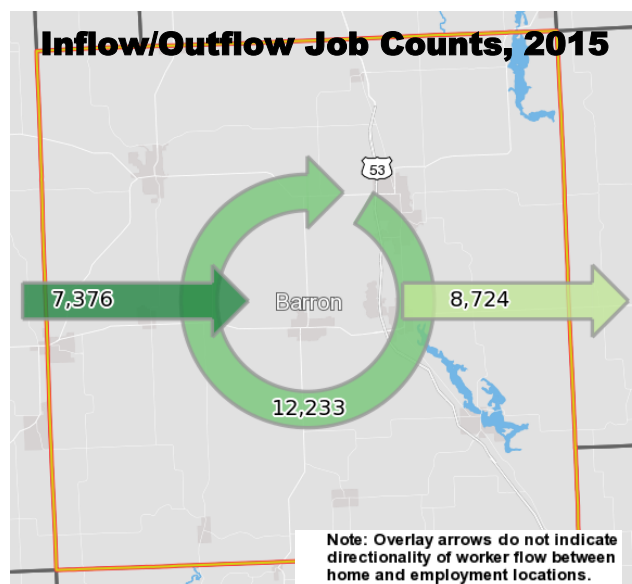 Inflow/Outflow Job Counts, 2015
53
7,376
Barron
8,724
12,233
Note: Overlay arrows do not indicate
directionality of worker flow between
home and employment locations.